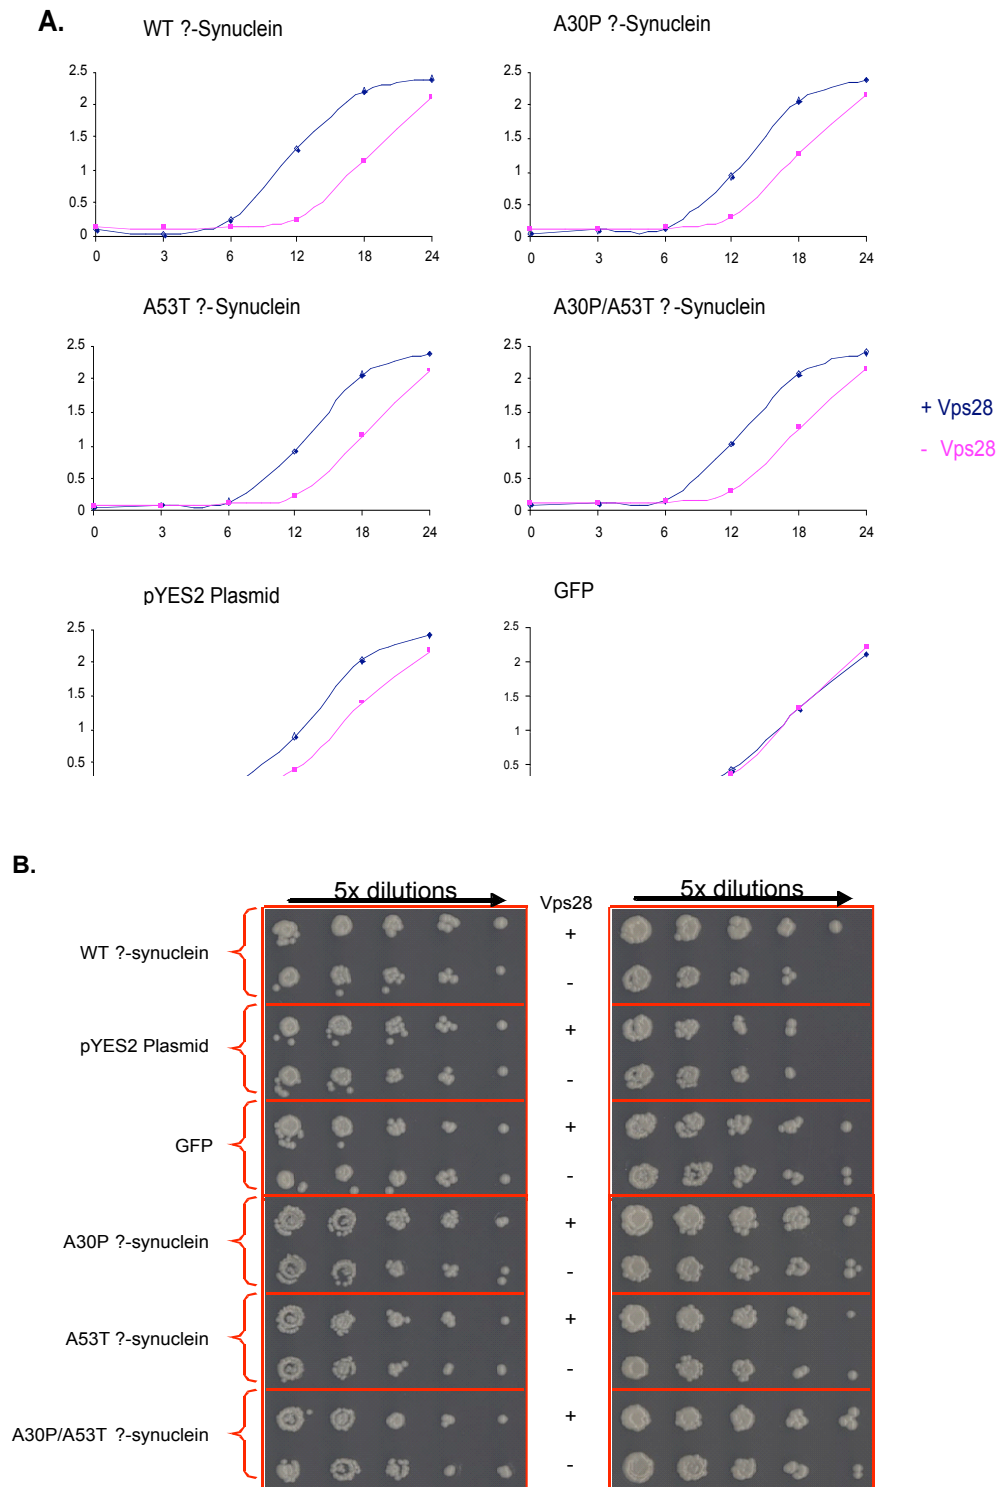 A.
WT ?-Synuclein
A30P ?-Synuclein
2.5
2
1.5
1
0.5
0
0 3 6 12 18 24
2.5
2
1.5
1
0.5
0
0 3 6 12 18 24
A53T ?-Synuclein
A30P/A53T ?-Synuclein
2.5
2
1.5
1
0.5
0
0 3 6 12 18 24
2.5
2
1.5
1
0.5
0
0 3 6 12 18 24
+ Vps28
- Vps28
pYES2 Plasmid
GFP
2.5
2
1.5
1
0.5
2.5
2
1.5
1
0.5
B.
5x dilutions
Vps28
5x dilutions
WT ?-synuclein
+
-
pYES2 Plasmid
+
-
GFP
+
-
A30P ?-synuclein
+
-
A53T ?-synuclein
+
-
A30P/A53T ?-synuclein
+
-